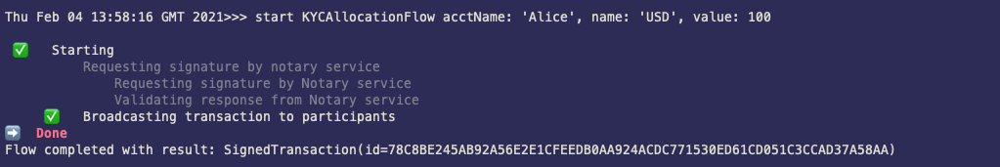 Thu Feb 04 13:58:16 GMT 2021>>> start KYCAllocationFlow acctName: 'Alice', name: 'USD', value: 100
Starting
Requesting signature by notary service
Requesting signature by Notary service
Validating response from Notary service
Broadcasting transaction to participants
Done
Flow completed with result: SignedTransaction(id=78C8BE245AB92A56E2E1CFEEDB0AA924ACDC771530ED61CD051C3CCAD37A58AA)